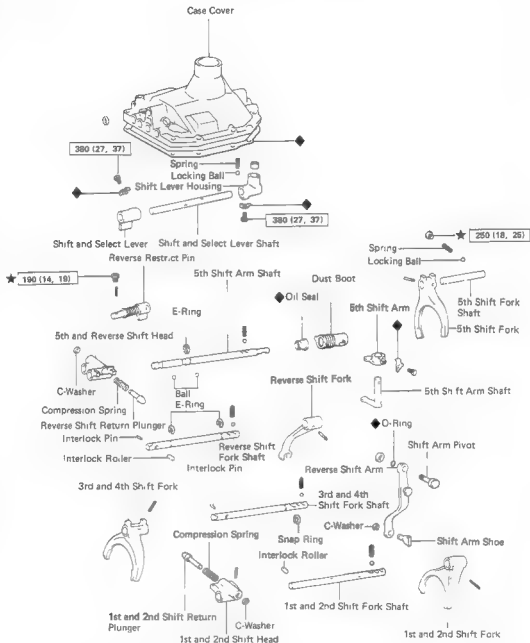 Case Cover
380 (27, 37)
Spring
Locking Ball
Shift Lever Housing
380 (27, 37)
Shift and Select Lever
Shift and Select Lever Shaft
Reverse Restrict Pin
★ 250 (18, 25)
Spring
Locking Ball
★ 190 (14, 19)
5th Shift Arm Shaft
Dust Boot
◆Oil Seal
5th Shift Arm
5th Shift Fork
Shaft
5th Shift Fork
E-Ring
5th and Reverse Shift Head
C-Washer
Ball
E-Ring
Reverse Shift Fork
5th Shift Arm Shaft
Compression Spring
Reverse Shift Return Plunger
Interlock Pin
Reverse Shift
Fork Shaft
◆O-Ring
Interlock Roller
Interlock Pin
Reverse Shift Arm
Shift Arm Pivot
3rd and 4th Shift Fork
3rd and 4th
Shift Fork Shaft
Compression Spring
Snap Ring
C-Washer
Interlock Roller
Shift Arm Shoe
1st and 2nd Shift Return
Plunger
C-Washer
1st and 2nd Shift Head
1st and 2nd Shift Fork Shaft
1st and 2nd Shift Fork